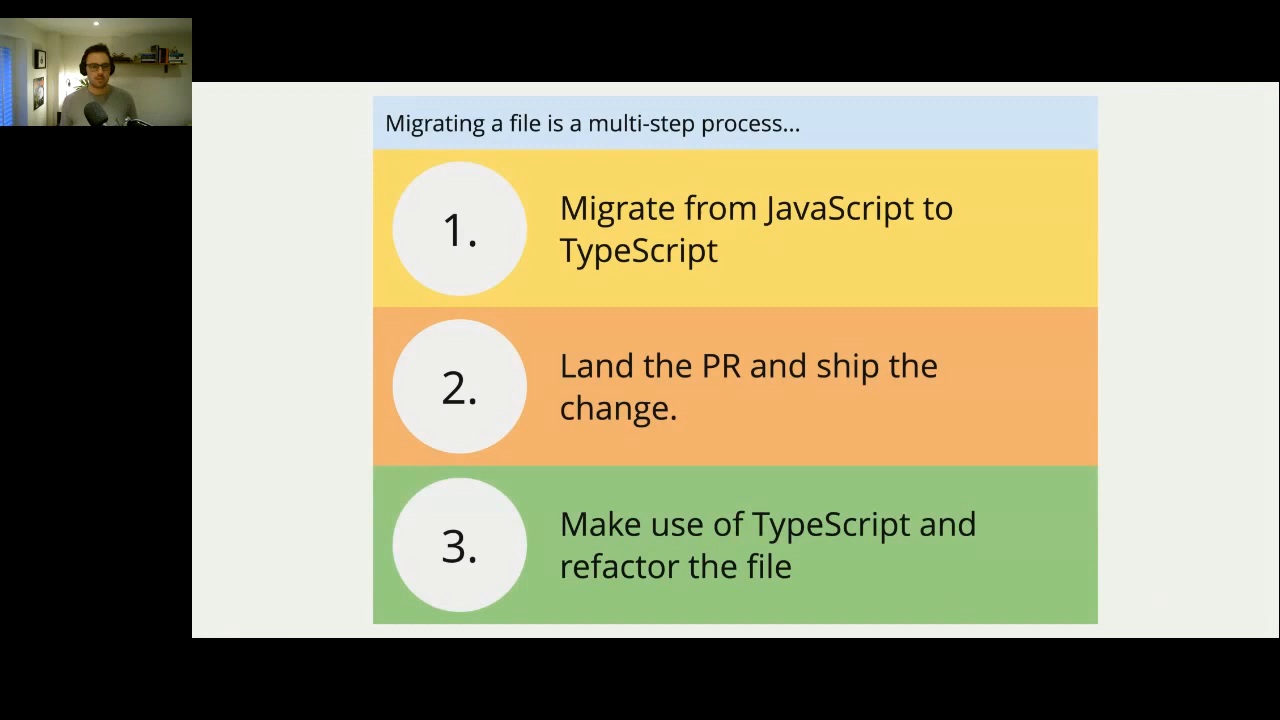 Migrating a file is a multi-step process...
1.
Migrate from JavaScript to
TypeScript
2.
Land the PR and ship the
change.
3.
Make use of TypeScript and
refactor the file